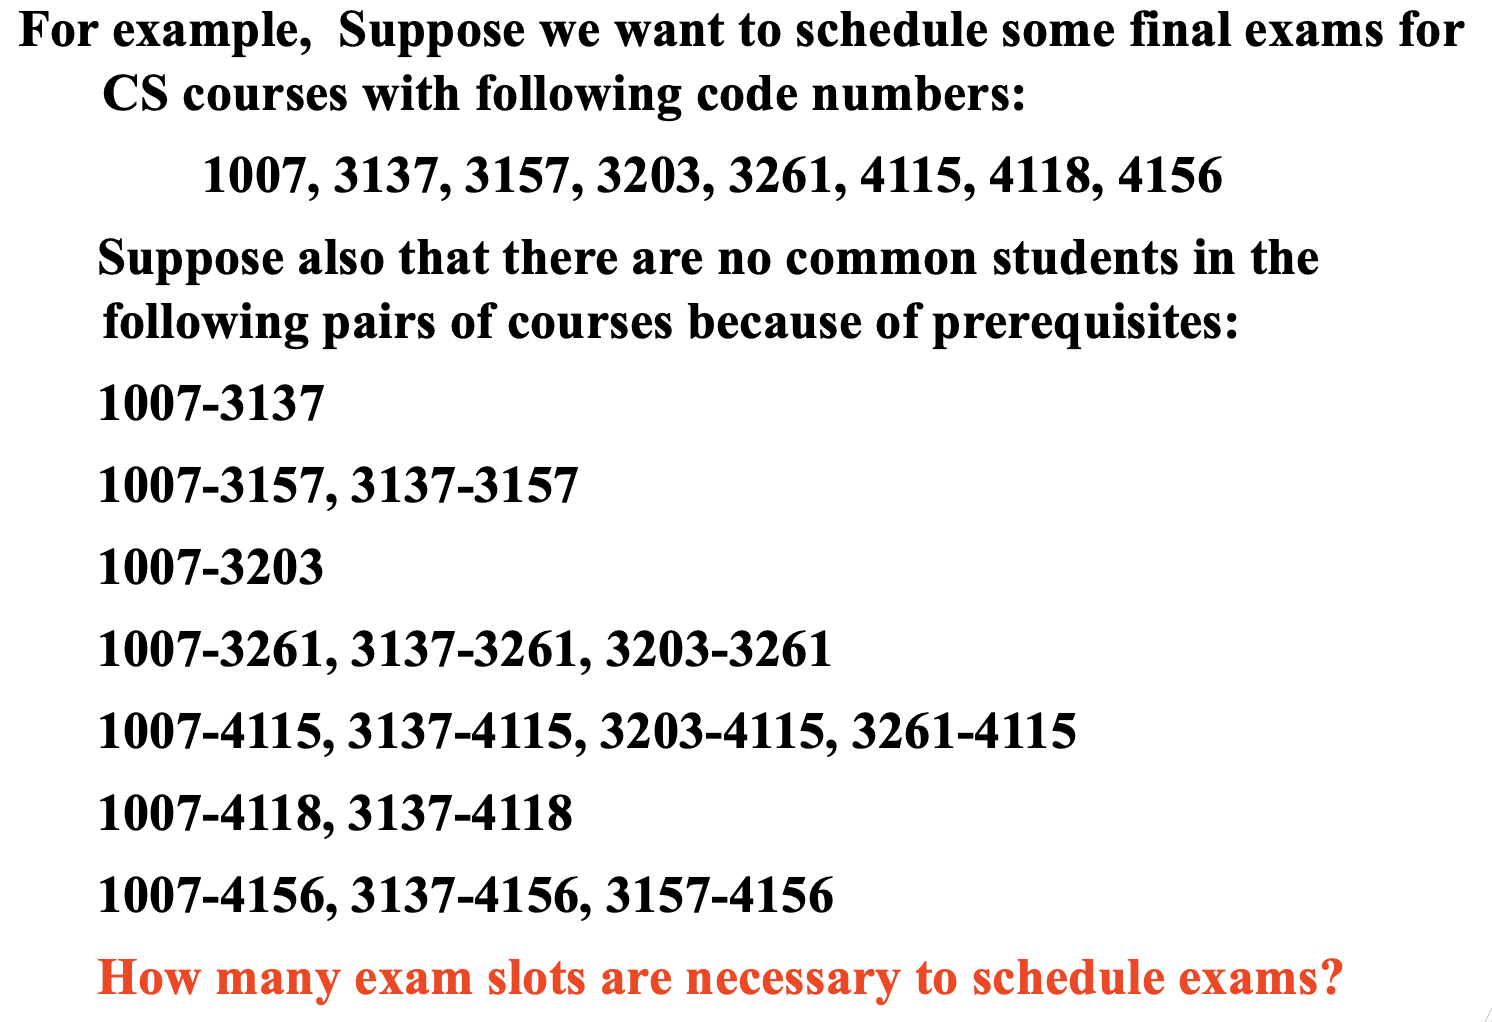 For example, Suppose we want to schedule some final exams for
CS courses with following code numbers:
1007, 3137, 3157, 3203, 3261, 4115, 4118, 4156
Suppose also that there are no common students in the
following pairs of courses because of prerequisites:
1007-3137
1007-3157, 3137-3157
1007-3203
1007-3261, 3137-3261, 3203-3261
1007-4115, 3137-4115, 3203-4115, 3261-4115
1007-4118, 3137-4118
1007-4156, 3137-4156, 3157-4156
How many exam slots are necessary to schedule exams?